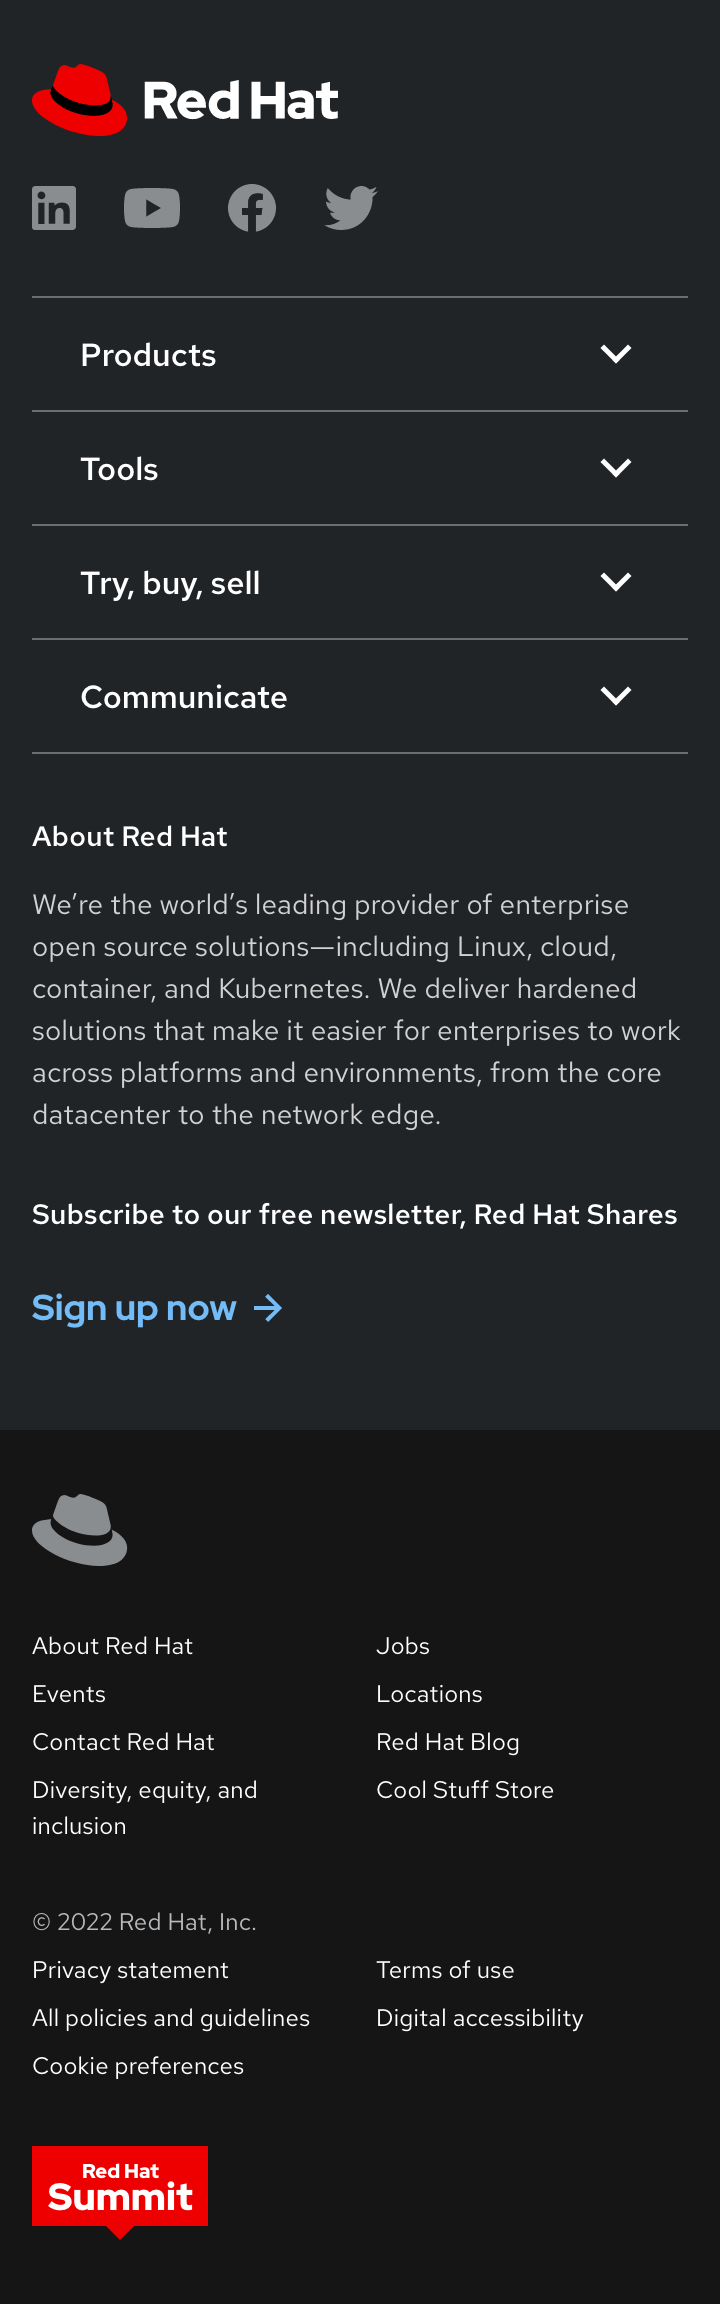 Red Hat
in
Products
Tools
Try, buy, sell
Communicate
About Red Hat
We’re the world’s leading provider of enterprise
open source solutions—including Linux, cloud,
container, and Kubernetes. We deliver hardened
solutions that make it easier for enterprises to work
across platforms and environments, from the core
datacenter to the network edge.
Subscribe to our free newsletter, Red Hat Shares
Sign up now
About Red Hat
Events
Contact Red Hat
Diversity, equity, and
inclusion
Jobs
Locations
Red Hat Blog
Cool Stuff Store
© 2022 Red Hat, Inc.
Privacy statement
All policies and guidelines
Cookie preferences
Terms of use
Digital accessibility
Red Hat
Summit